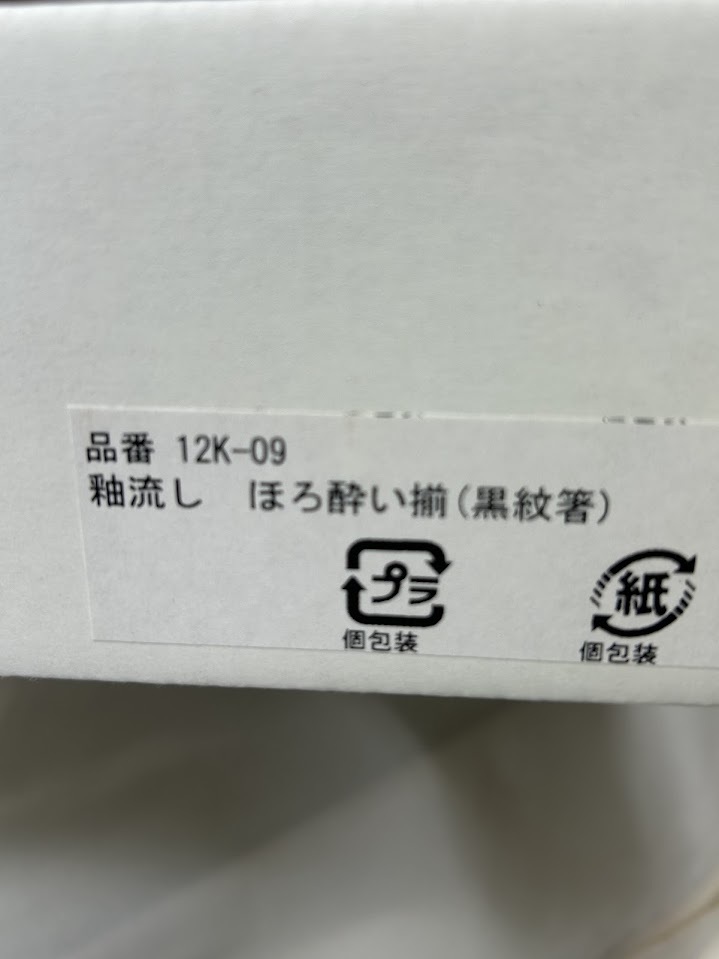 品番 12K-09
釉流し　ほろ酔い揃(黒紋箸)
プラ
個包装
紙
個包装